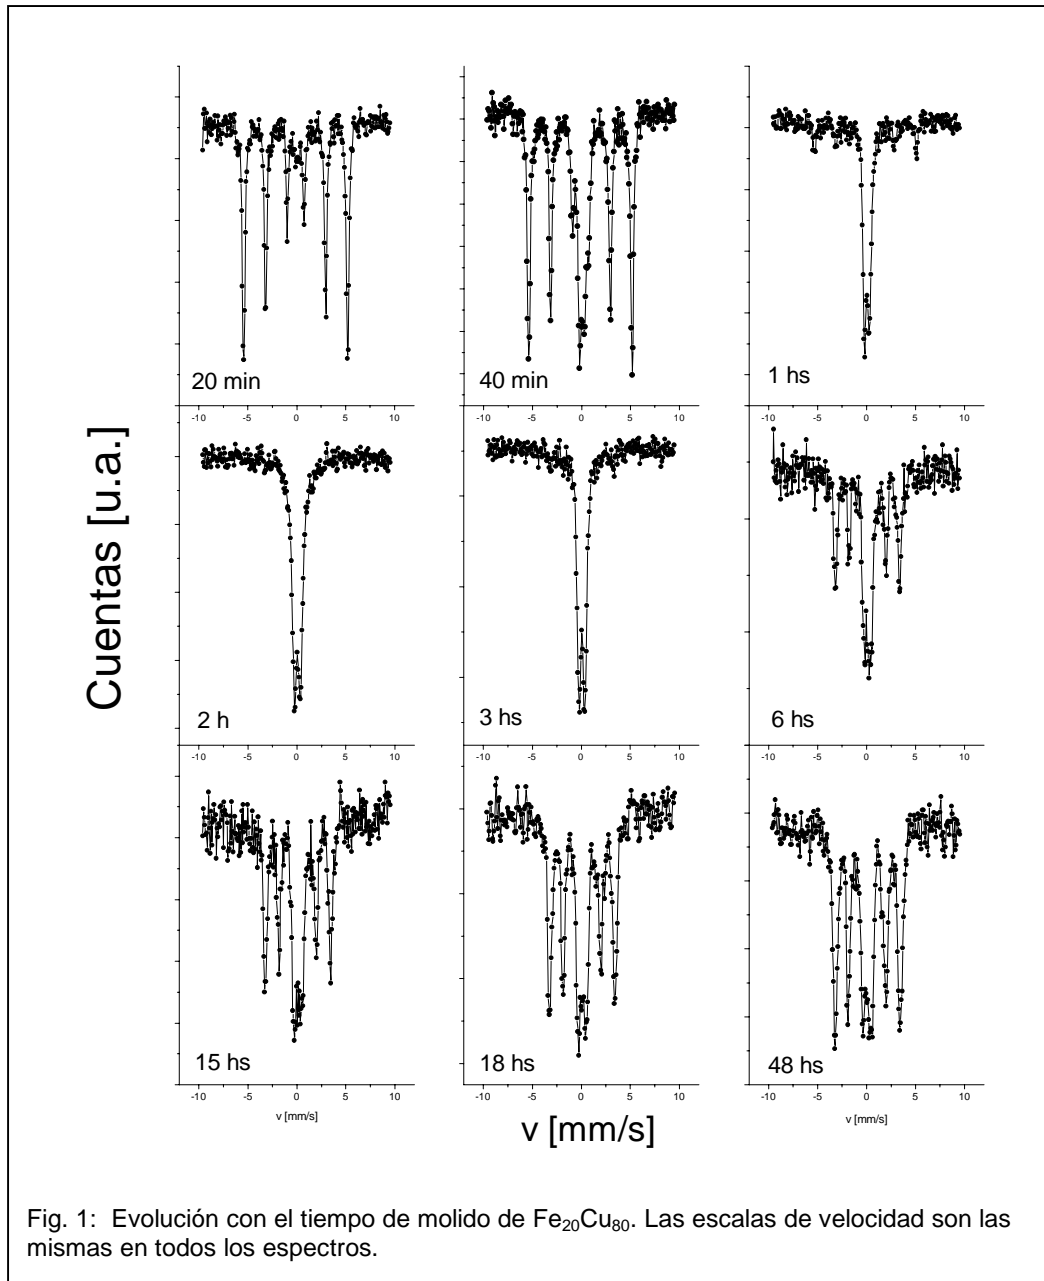 Cuentas [u.a.]
20 min
40 min
1 hs
-10 -5 0 5 10
-10 -5 0 5 10
-10 -5 0 5 10
2 h
3 hs
6 hs
-10 -5 0 5 10
-10 -5 0 5 10
-10 -5 0 5 10
15 hs
18 hs
48 hs
-10 -5 0 5 10
-10 -5 0 5 10
-10 -5 0 5 10
v [mm/s]
v [mm/s]
v [mm/s]
Fig. 1: Evolución con el tiempo de molido de Fe₂₀Cu₈₀. Las escalas de velocidad son las
mismas en todos los espectros.